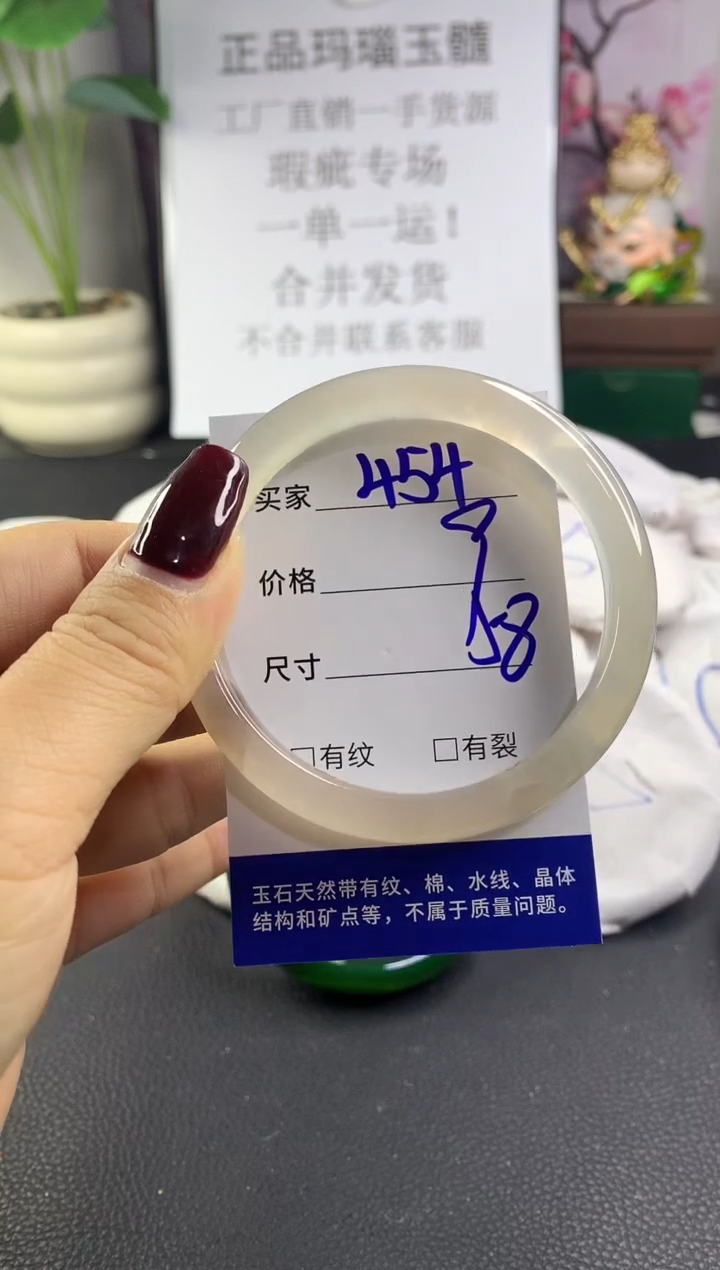 正品玛瑙玉髓
工厂直销一手货源
瑕疵专场
一单一运！
合并发货
不合并联系客服
买家 454
价格
尺寸 58
□有纹 □有裂
玉石天然带有纹、棉、水线、晶体
结构和矿点等，不属于质量问题。